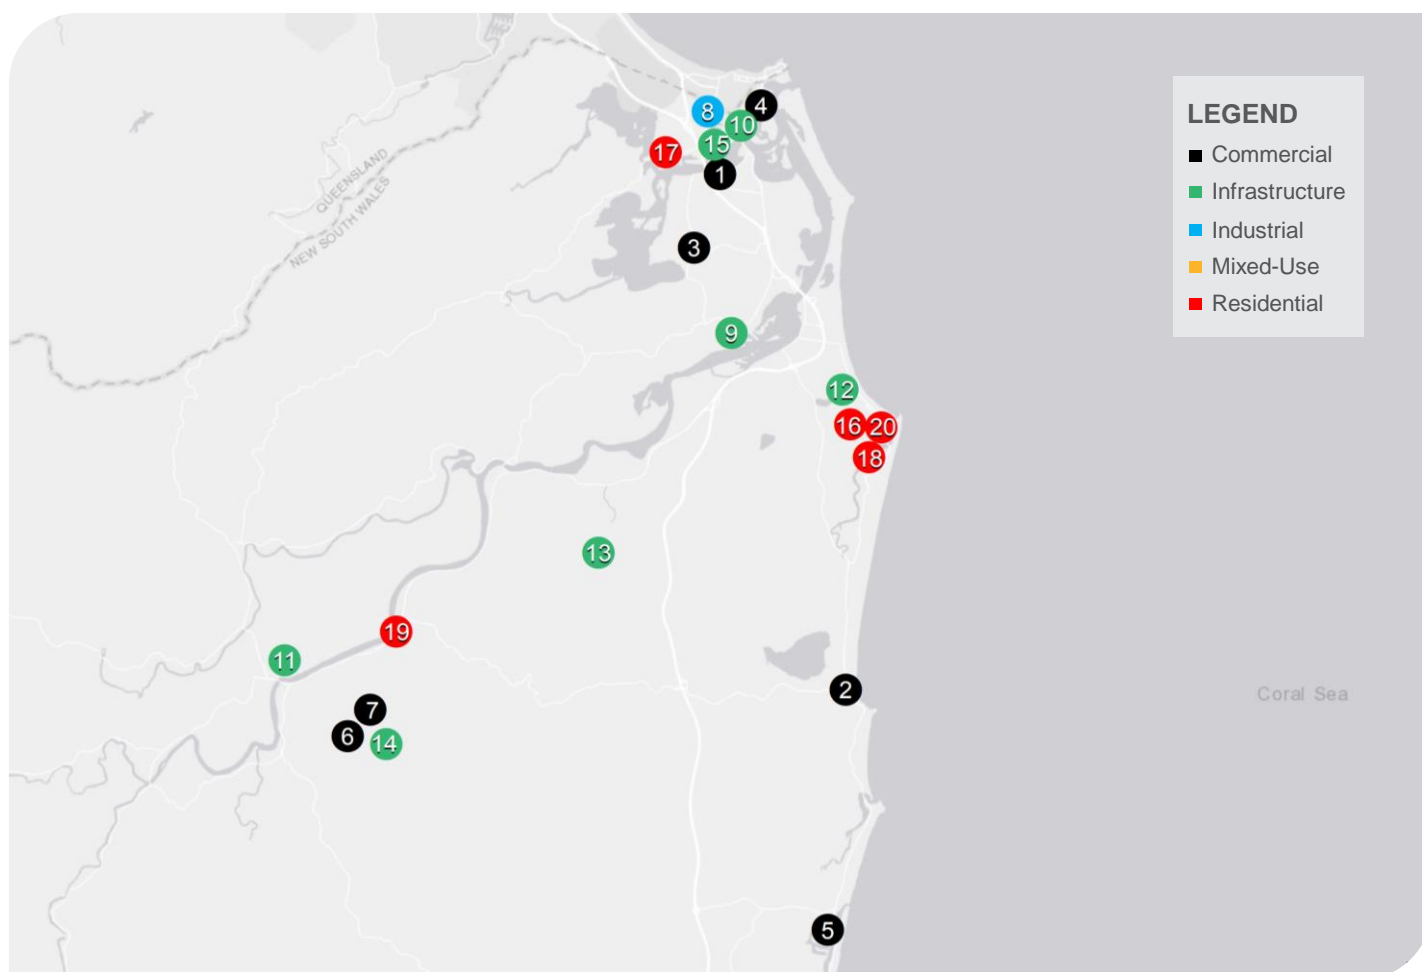 4
8
10
15
17
1
QUEENSLAND
NEW SOUTH WALES
3
9
12
16
20
18
13
19
11
2
7
6
14
5
LEGEND
Commercial
Infrastructure
Industrial
Mixed-Use
Residential
Coral Sea